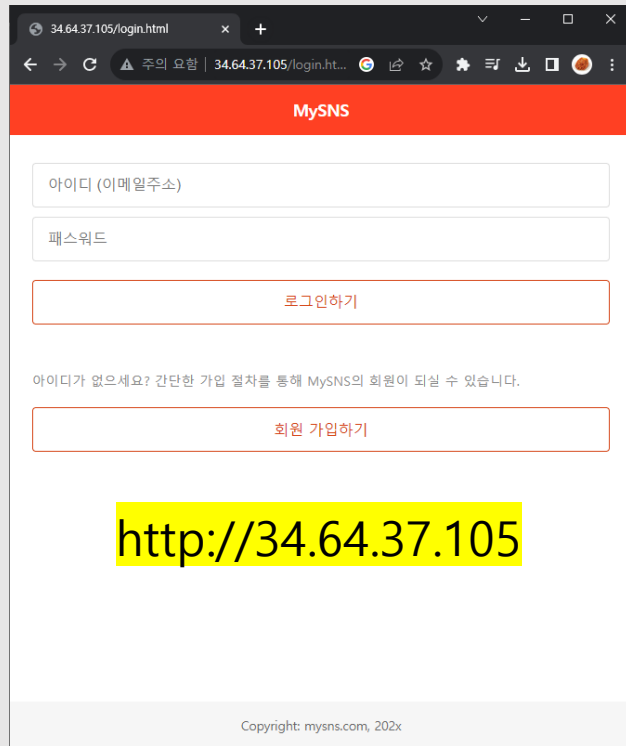 34.64.37.105/login.html
주의 요함 | 34.64.37.105/login.ht...
MySNS
아이디 (이메일주소)
패스워드
로그인하기
아이디가 없으세요? 간단한 가입 절차를 통해 MySNS의 회원이 되실 수 있습니다.
회원 가입하기
http://34.64.37.105
Copyright: mysns.com, 202x